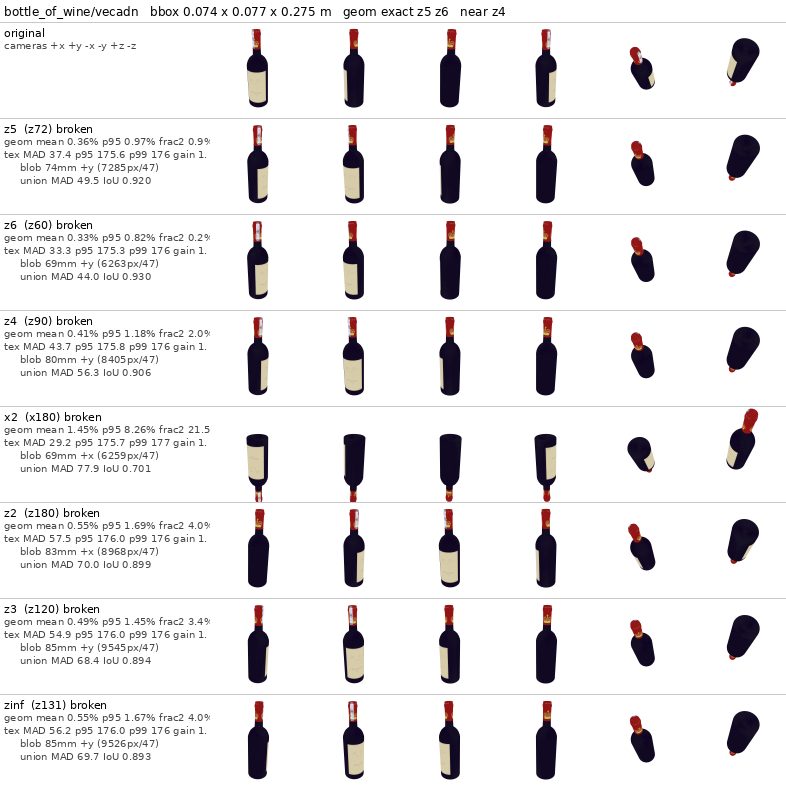 bottle_of_wine/vecadn bbox 0.074 x 0.077 x 0.275 m geom exact z5 z6 near z4
original
cameras +x +y -x -y +z -z
z5 (z72) broken
geom mean 0.36% p95 0.97% frac2 0.9%
tex MAD 37.4 p95 175.6 p99 176 gain 1.
blob 74mm +y (7285px/47)
union MAD 49.5 IoU 0.920
z6 (z60) broken
geom mean 0.33% p95 0.82% frac2 0.2%
tex MAD 33.3 p95 175.3 p99 176 gain 1.
blob 69mm +y (6263px/47)
union MAD 44.0 IoU 0.930
z4 (z90) broken
geom mean 0.41% p95 1.18% frac2 2.0%
tex MAD 43.7 p95 175.8 p99 176 gain 1.
blob 80mm +y (8405px/47)
union MAD 56.3 IoU 0.906
x2 (x180) broken
geom mean 1.45% p95 8.26% frac2 21.5
tex MAD 29.2 p95 175.7 p99 177 gain 1.
blob 69mm +x (6259px/47)
union MAD 77.9 IoU 0.701
z2 (z180) broken
geom mean 0.55% p95 1.69% frac2 4.0%
tex MAD 57.5 p95 176.0 p99 176 gain 1.
blob 83mm +x (8968px/47)
union MAD 70.0 IoU 0.899
z3 (z120) broken
geom mean 0.49% p95 1.45% frac2 3.4%
tex MAD 54.9 p95 176.0 p99 176 gain 1.
blob 85mm +y (9545px/47)
union MAD 68.4 IoU 0.894
zinf (z131) broken
geom mean 0.55% p95 1.67% frac2 4.0%
tex MAD 56.2 p95 176.0 p99 176 gain 1.
blob 85mm +y (9526px/47)
union MAD 69.7 IoU 0.893